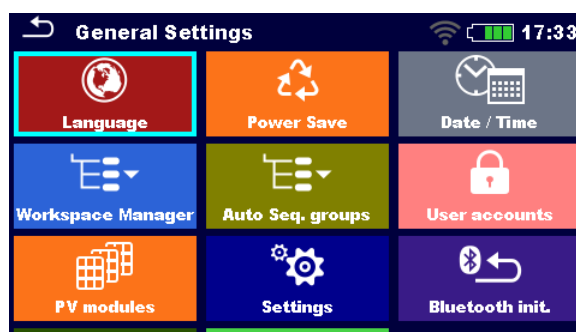 General Settings 17:33
Language Power Save Date / Time
Workspace Manager Auto Seq. groups User accounts
PV modules Settings Bluetooth init.